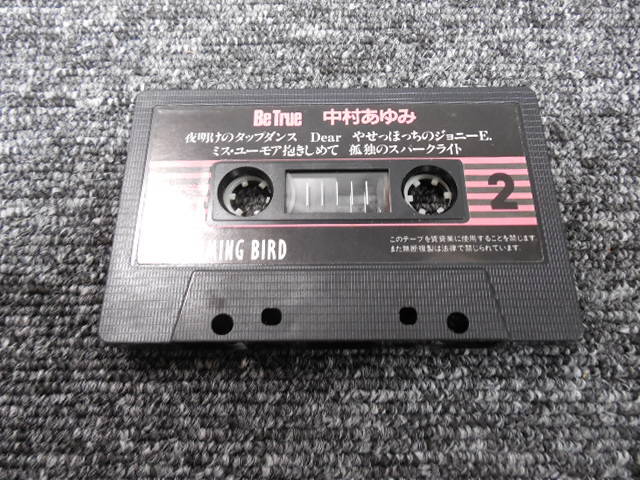 Be True 中村あゆみ
夜明けのタップダンス Dear やせっぽっちのジョニーE.
ミス・ユーモア抱きしめて 孤独のスパークライト
2
MING BIRD
このテープを賃貸業に使用することを禁じます.
また無断複製は法律で禁じられています.